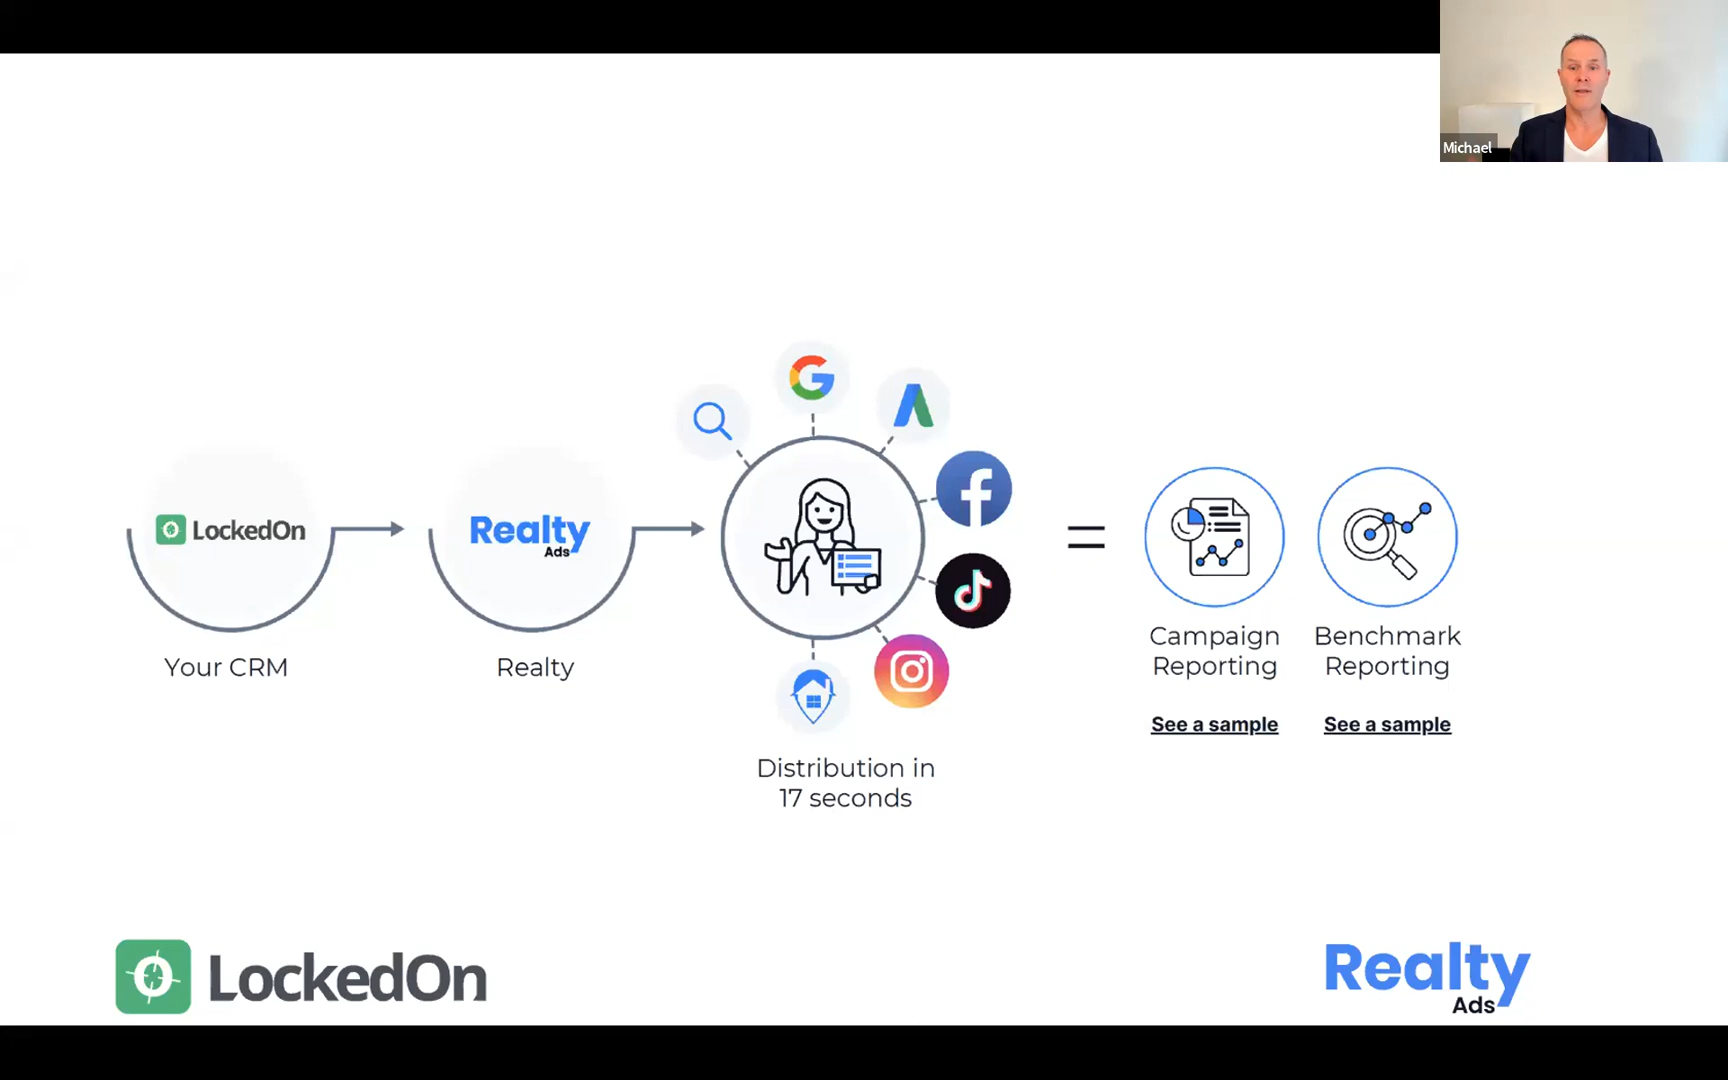 Michael
LockedOn
Your CRM
Realty
Ads
Realty
Distribution in
17 seconds
Campaign
Reporting
See a sample
Benchmark
Reporting
See a sample
LockedOn
Realty
Ads